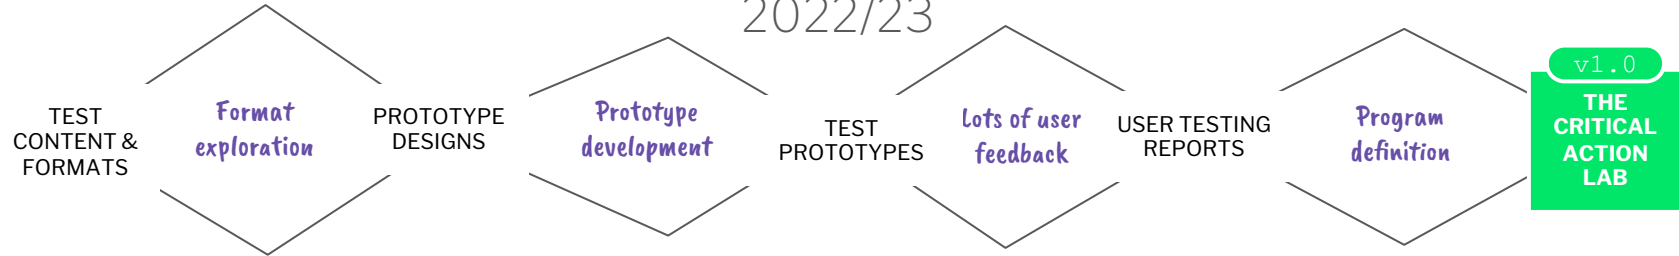 2022/23
TEST
CONTENT &
FORMATS
Format
exploration
PROTOTYPE
DESIGNS
Prototype
development
TEST
PROTOTYPES
Lots of user
feedback
USER TESTING
REPORTS
Program
definition
v1.0
THE
CRITICAL
ACTION
LAB